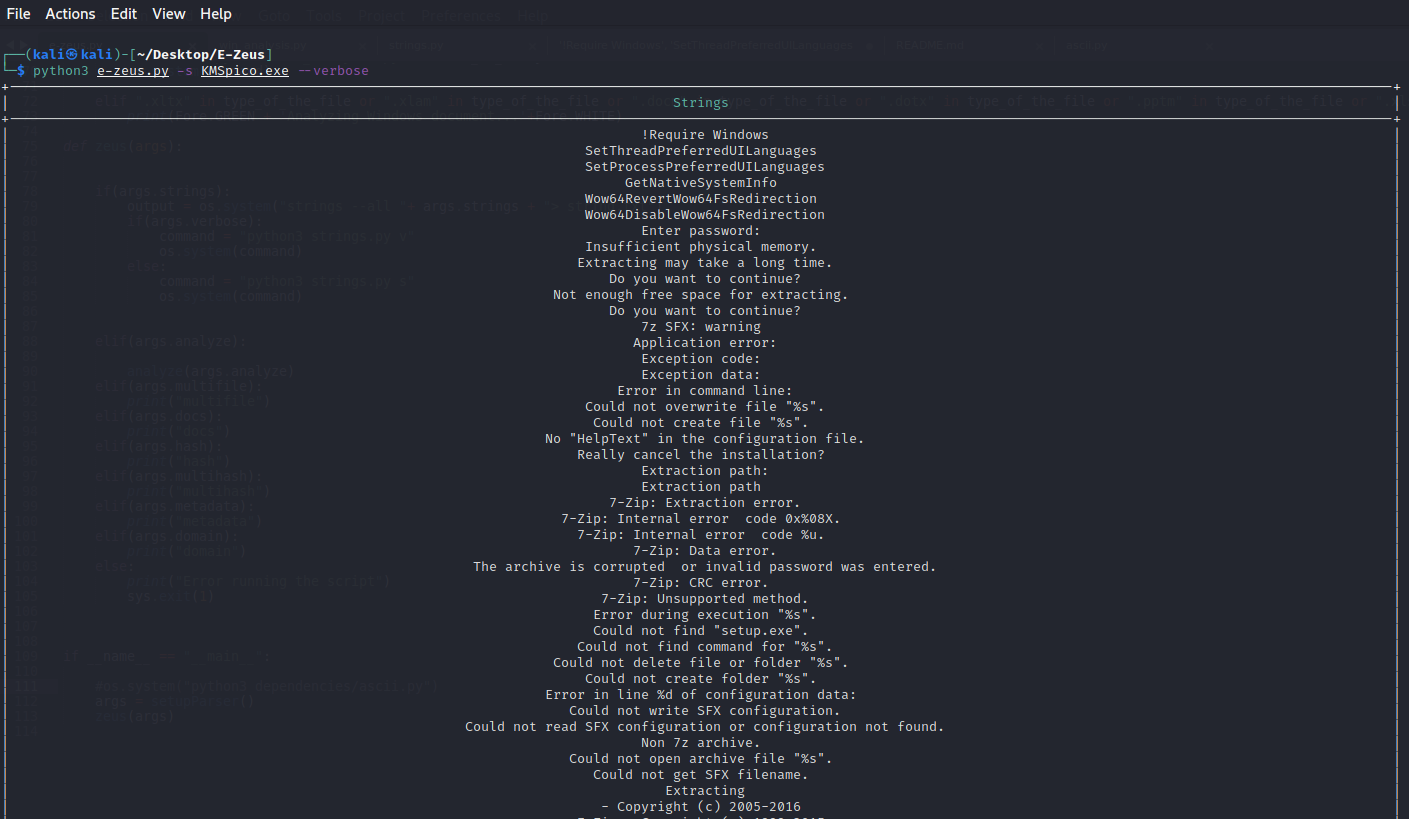 File Actions Edit View Help
(kali㉿kali)-[~/Desktop/E-Zeus]
$ python3 e-zeus.py -s KMSpico.exe --verbose
Strings
!Require Windows
SetThreadPreferredUILanguages
SetProcessPreferredUILanguages
GetNativeSystemInfo
Wow64RevertWow64FsRedirection
Wow64DisableWow64FsRedirection
Enter password:
Insufficient physical memory.
Extracting may take a long time.
Do you want to continue?
Not enough free space for extracting.
Do you want to continue?
7z SFX: warning
Application error:
Exception code:
Exception data:
Error in command line:
Could not overwrite file "%s".
Could not create file "%s".
No "HelpText" in the configuration file.
Really cancel the installation?
Extraction path:
Extraction path
7-Zip: Extraction error.
7-Zip: Internal error  code 0x%08X.
7-Zip: Internal error  code %u.
7-Zip: Data error.
The archive is corrupted  or invalid password was entered.
7-Zip: CRC error.
7-Zip: Unsupported method.
Error during execution "%s".
Could not find "setup.exe".
Could not find command for "%s".
Could not delete file or folder "%s".
Could not create folder "%s".
Error in line %d of configuration data:
Could not write SFX configuration.
Could not read SFX configuration or configuration not found.
Non 7z archive.
Could not open archive file "%s".
Could not get SFX filename.
Extracting
- Copyright (c) 2005-2016